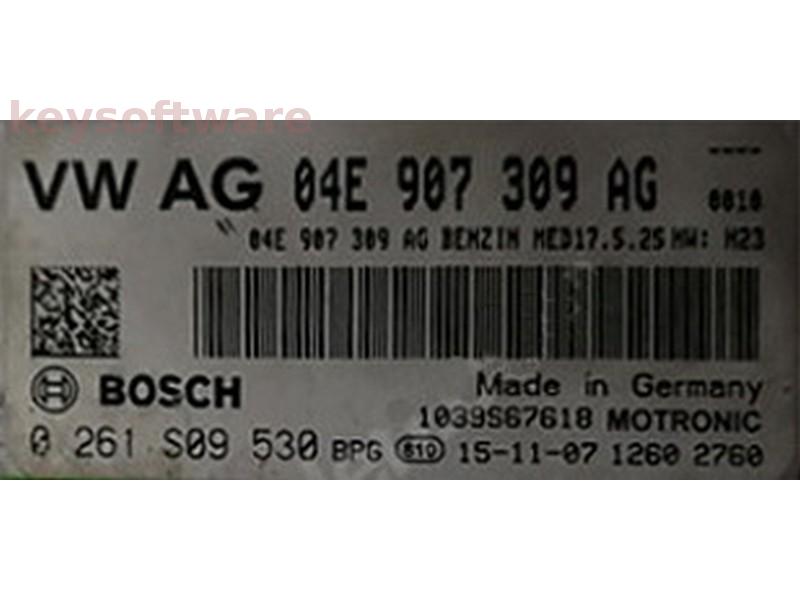 keysoftware
----
VW AG 04E 907 309 AG 0010
04E 907 309 AG BENZIN MED17.5.25 HW: H23
BOSCH Made in Germany
1039S67618 MOTRONIC
0 261 S09 530 BPG 610 15-11-07 1260 2760